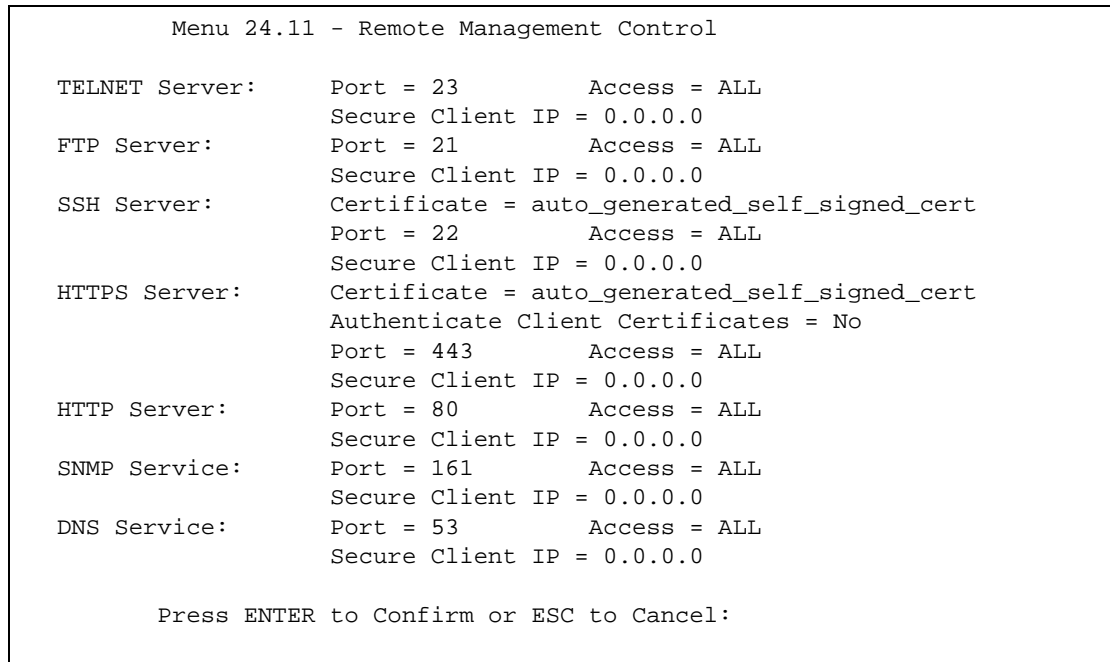 Menu 24.11 - Remote Management Control
TELNET Server: Port = 23 Access = ALL
Secure Client IP = 0.0.0.0
FTP Server: Port = 21 Access = ALL
Secure Client IP = 0.0.0.0
SSH Server: Certificate = auto_generated_self_signed_cert
Port = 22 Access = ALL
Secure Client IP = 0.0.0.0
HTTPS Server: Certificate = auto_generated_self_signed_cert
Authenticate Client Certificates = No
Port = 443 Access = ALL
Secure Client IP = 0.0.0.0
HTTP Server: Port = 80 Access = ALL
Secure Client IP = 0.0.0.0
SNMP Service: Port = 161 Access = ALL
Secure Client IP = 0.0.0.0
DNS Service: Port = 53 Access = ALL
Secure Client IP = 0.0.0.0
Press ENTER to Confirm or ESC to Cancel: